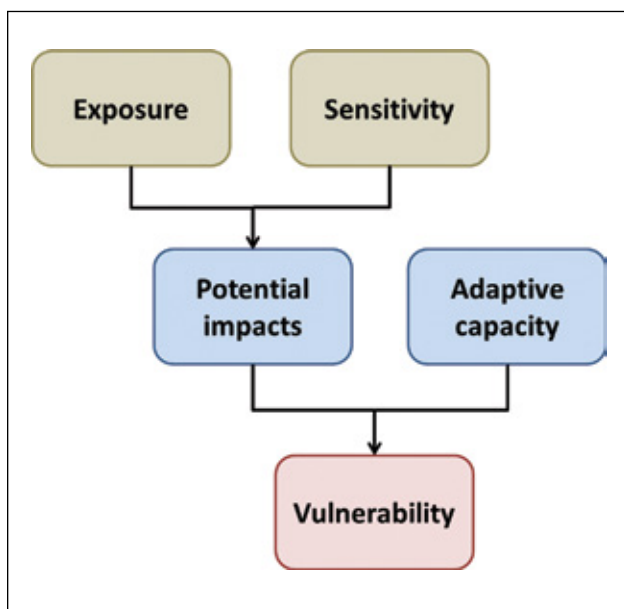 Exposure
Sensitivity
Potential
impacts
Adaptive
capacity
Vulnerability